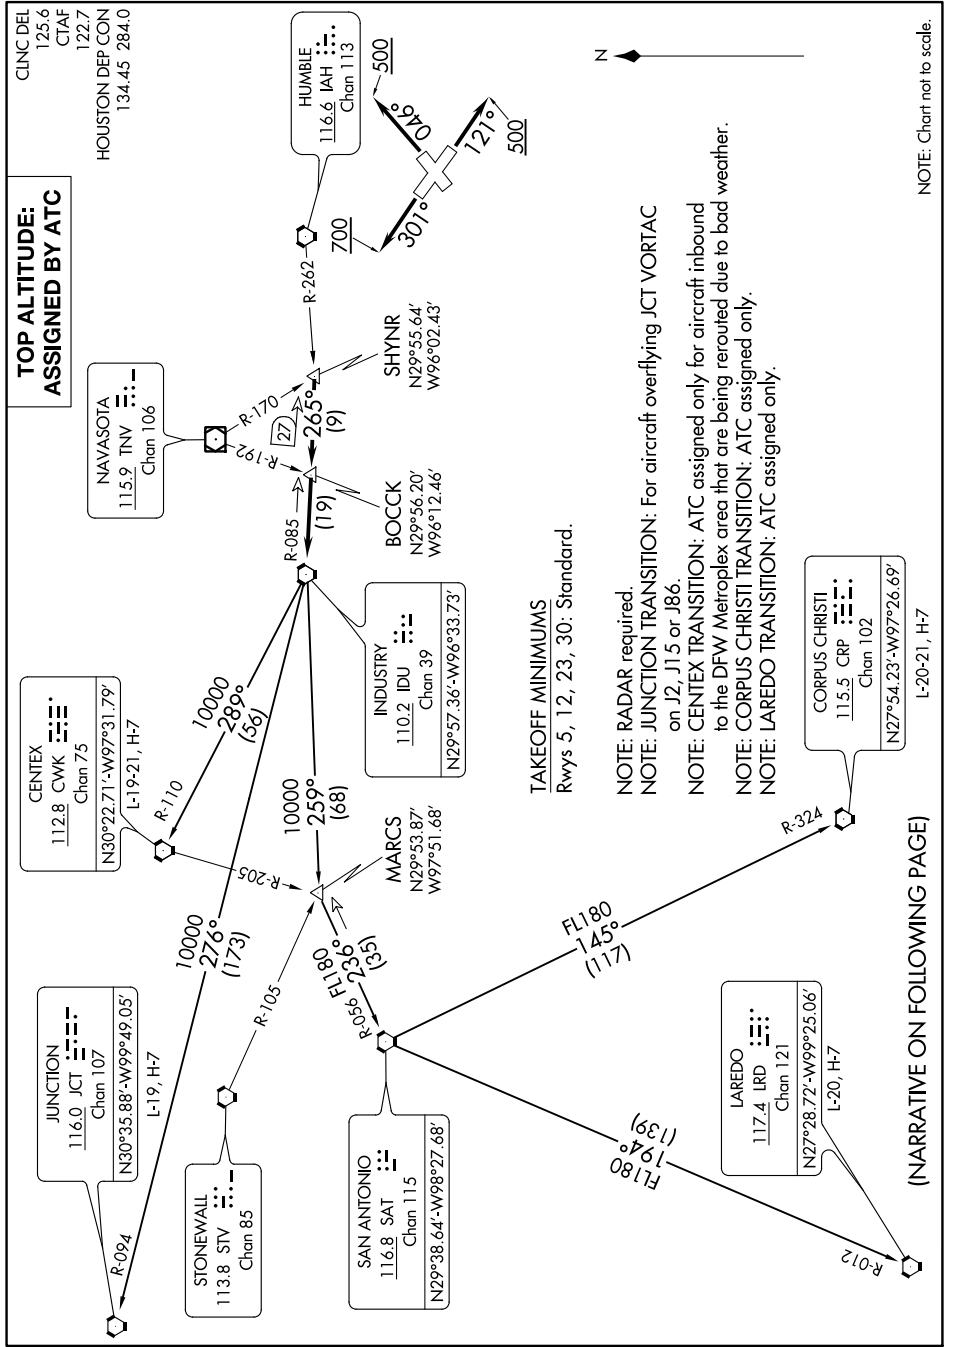 TOP ALTITUDE:
ASSIGNED BY ATC
CLNC DEL
125.6
CTAF
122.7
HOUSTON DEP CON
134.45 284.0
JUNCTION
116.0 JCT
Chan 107
N30°35.88'-W99°49.05'
L-19, H-7
R-094
CENTEX
112.8 CWK
Chan 75
N30°22.71'-W97°31.79'
L-19-21, H-7
R-110
R-205
NAVASOTA
115.9 TNV
Chan 106
R-170
R-192
HUMBLE
116.6 IAH
Chan 113
R-262
STONEWALL
113.8 STV
Chan 85
R-105
10000
276°
(173)
10000
289°
(56)
10000
259°
(68)
R-085
(19)
27
265°
(9)
SHYNR
N29°55.64'
W96°02.43'
BOCCK
N29°56.20'
W96°12.46'
INDUSTRY
110.2 IDU
Chan 39
N29°57.36'-W96°33.73'
MARCS
N29°53.87'
W97°51.68'
700
301°
046°
500
121°
500
SAN ANTONIO
116.8 SAT
Chan 115
N29°38.64'-W98°27.68'
R-056
FL180
236°
(35)
FL180
145°
(117)
FL180
194°
(139)
R-324
R-012
LAREDO
117.4 LRD
Chan 121
N27°28.72'-W99°25.06'
L-20, H-7
CORPUS CHRISTI
115.5 CRP
Chan 102
N27°54.23'-W97°26.69'
L-20-21, H-7
N
TAKEOFF MINIMUMS
Rwys 5, 12, 23, 30: Standard.
NOTE: RADAR required.
NOTE: JUNCTION TRANSITION: For aircraft overflying JCT VORTAC
on J2, J15 or J86.
NOTE: CENTEX TRANSITION: ATC assigned only for aircraft inbound
to the DFW Metroplex area that are being rerouted due to bad weather.
NOTE: CORPUS CHRISTI TRANSITION: ATC assigned only.
NOTE: LAREDO TRANSITION: ATC assigned only.
(NARRATIVE ON FOLLOWING PAGE)
NOTE: Chart not to scale.